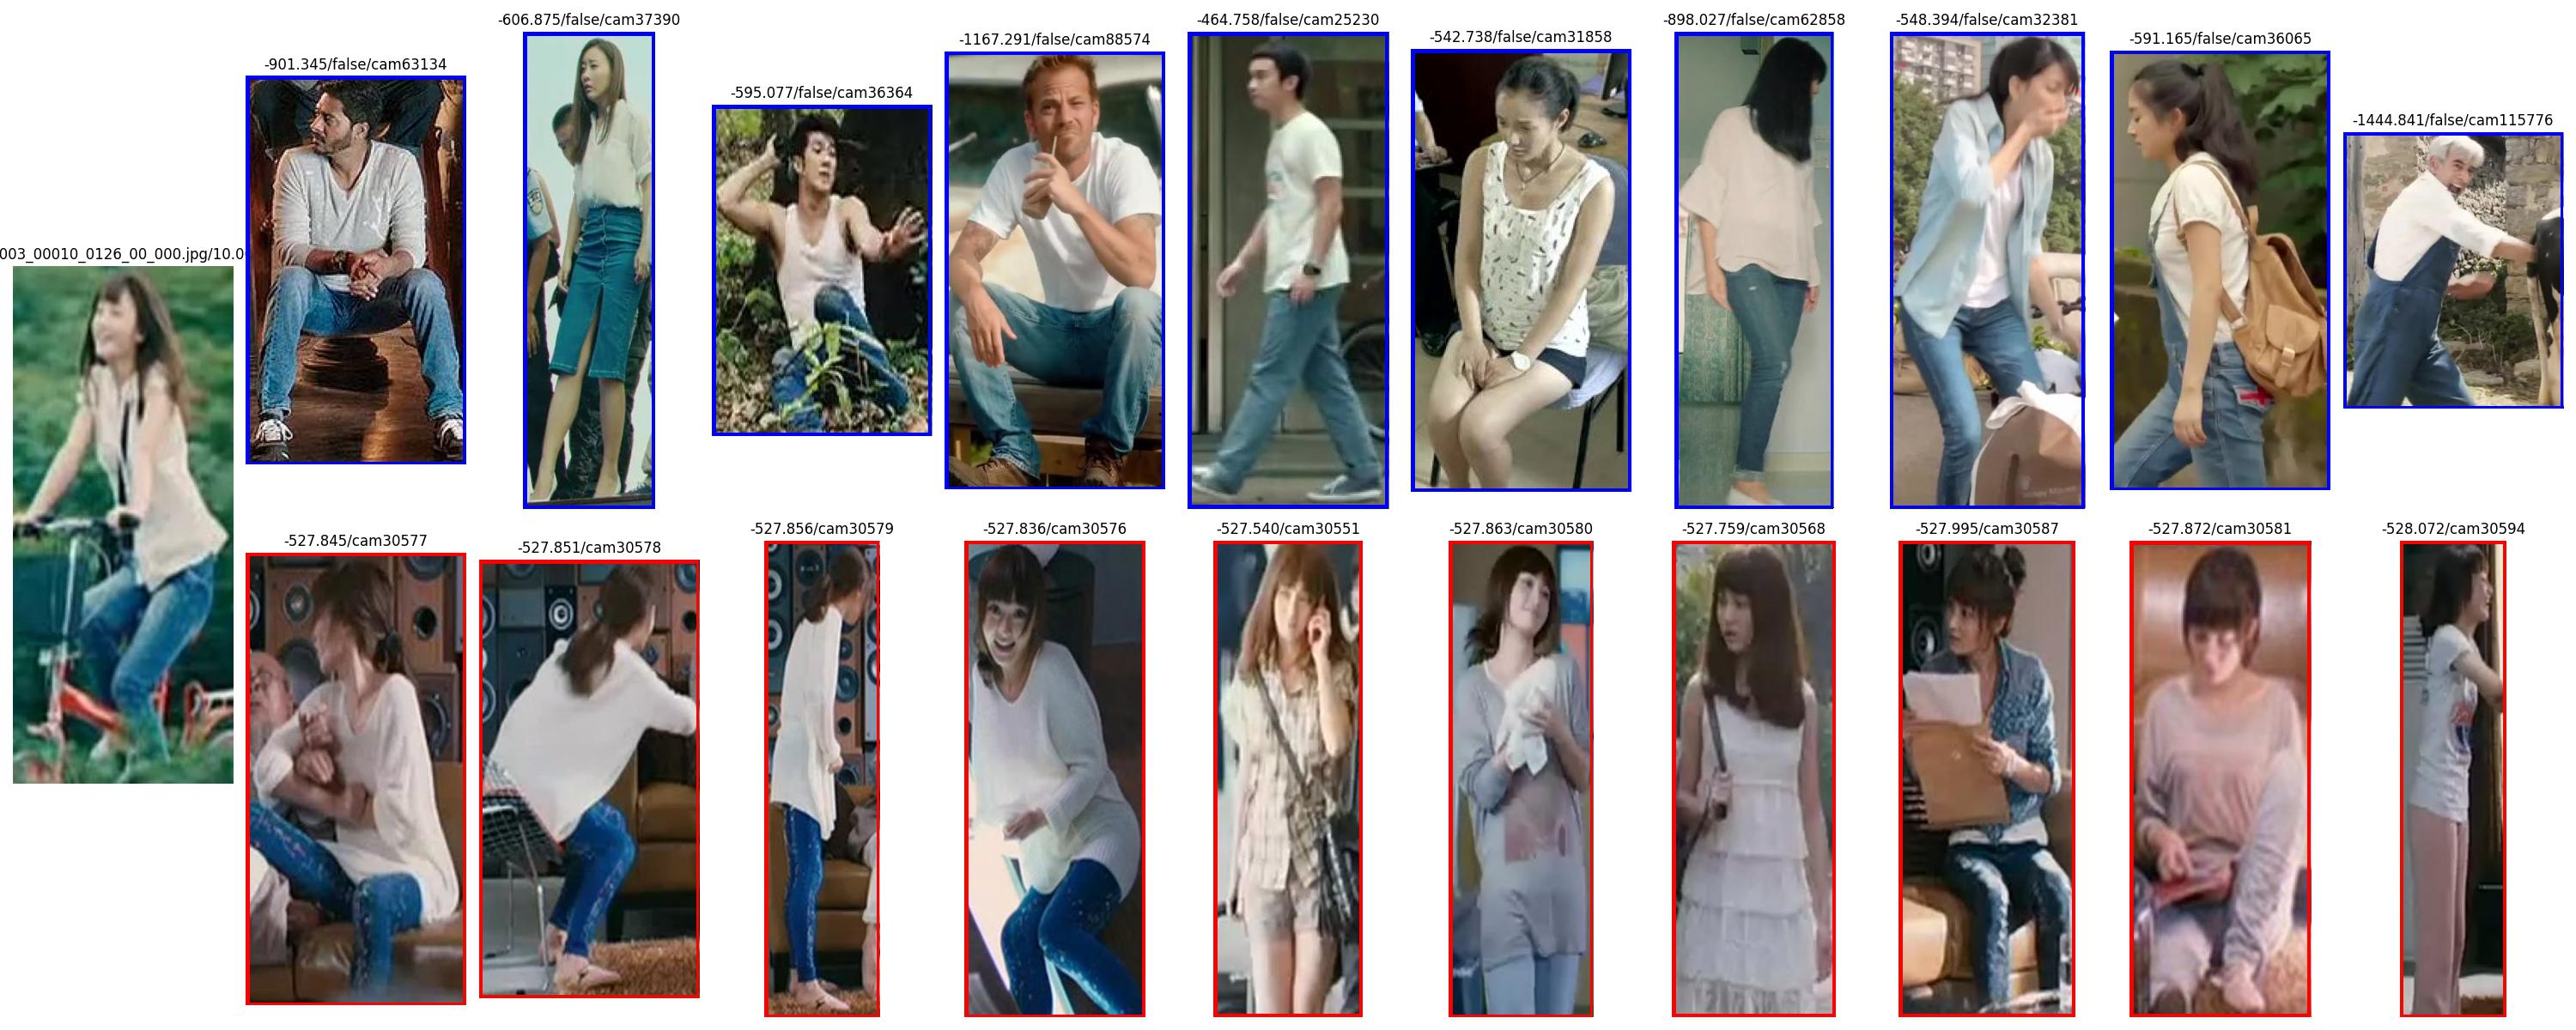 -606.875/false/cam37390
-464.758/false/cam25230
-898.027/false/cam62858
-548.394/false/cam32381
-1167.291/false/cam88574
-542.738/false/cam31858
-591.165/false/cam36065
-901.345/false/cam63134
-595.077/false/cam36364
-1444.841/false/cam115776
003_00010_0126_00_000.jpg/10.0
-527.845/cam30577
-527.851/cam30578
-527.856/cam30579
-527.836/cam30576
-527.540/cam30551
-527.863/cam30580
-527.759/cam30568
-527.995/cam30587
-527.872/cam30581
-528.072/cam30594